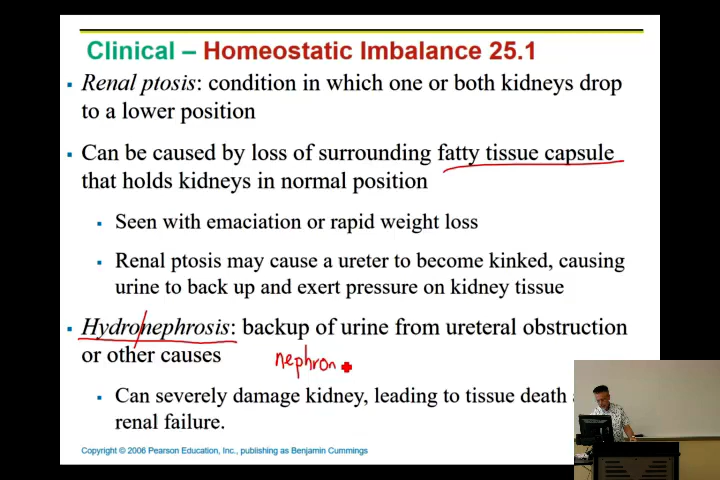 Clinical – Homeostatic Imbalance 25.1
▪ Renal ptosis: condition in which one or both kidneys drop
to a lower position
▪ Can be caused by loss of surrounding fatty tissue capsule
that holds kidneys in normal position
▪ Seen with emaciation or rapid weight loss
▪ Renal ptosis may cause a ureter to become kinked, causing
urine to back up and exert pressure on kidney tissue
▪ Hydronephrosis: backup of urine from ureteral obstruction
or other causes
nephron
▪ Can severely damage kidney, leading to tissue death
renal failure.
Copyright © 2006 Pearson Education, Inc., publishing as Benjamin Cummings